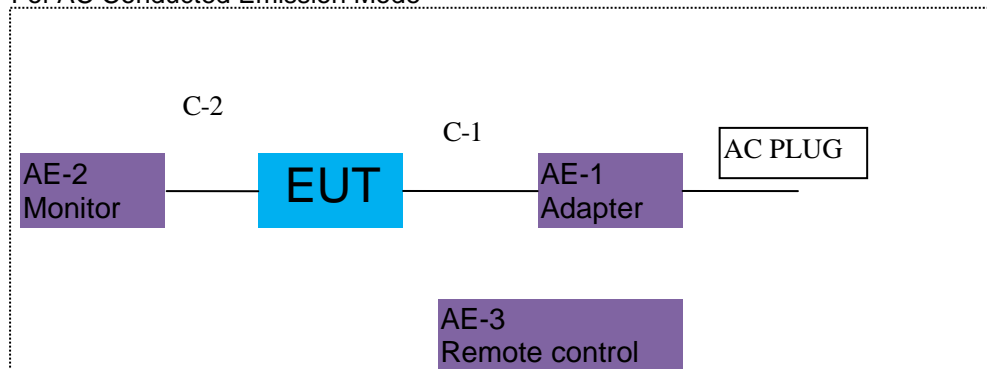 For AC Conducted Emission Mode
C-2
C-1
AC PLUG
AE-2
Monitor
EUT
AE-1
Adapter
AE-3
Remote control